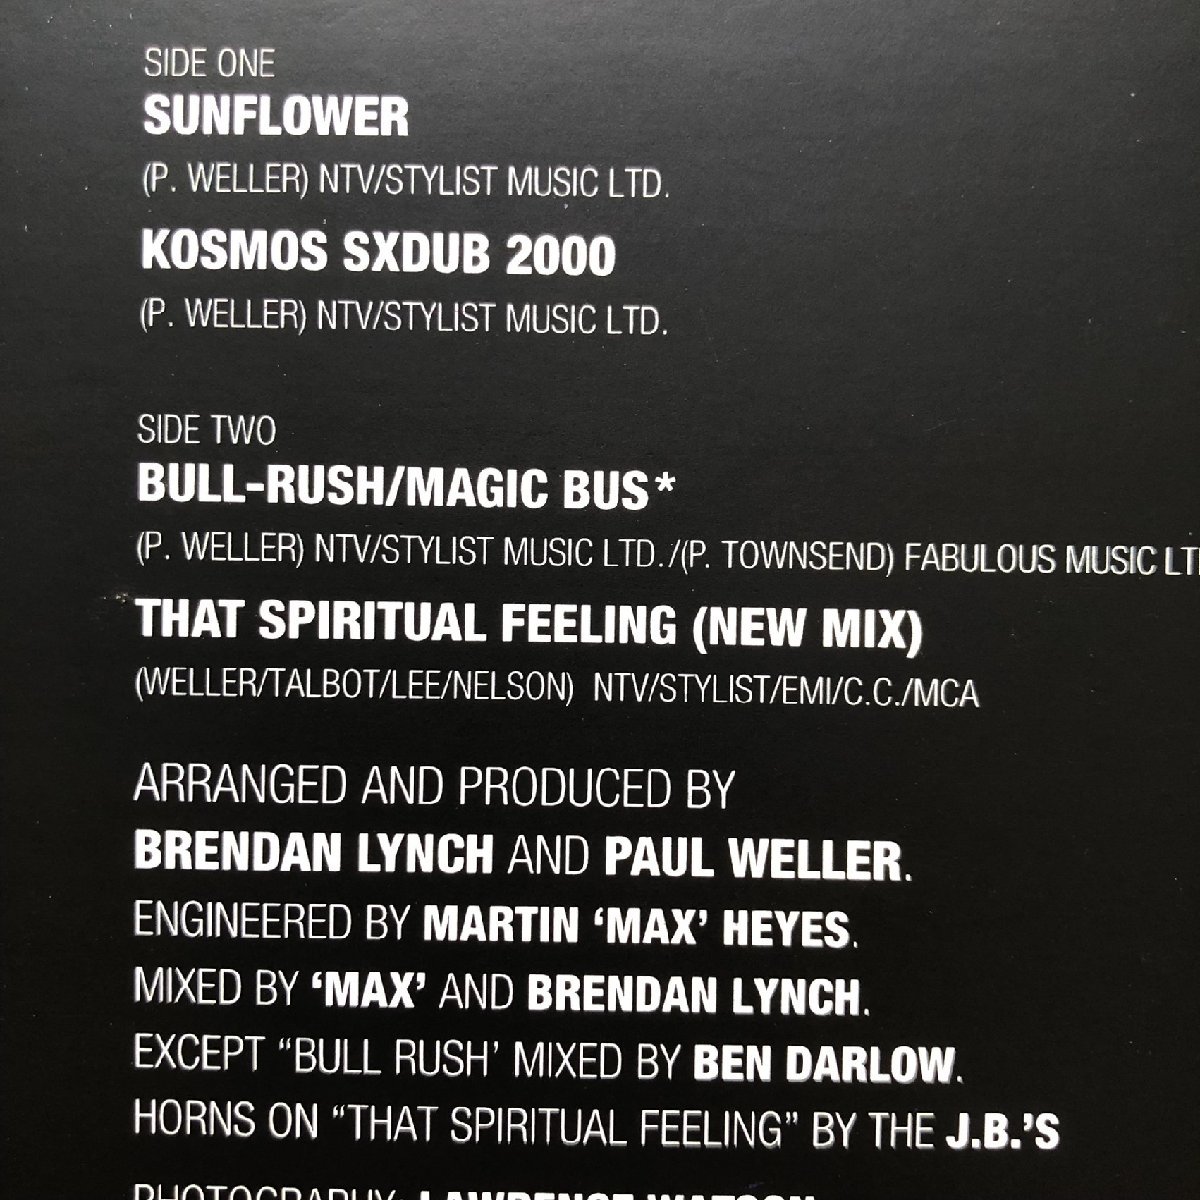 SIDE ONE
SUNFLOWER
(P. WELLER) NTV/STYLIST MUSIC LTD.
KOSMOS SXDUB 2000
(P. WELLER) NTV/STYLIST MUSIC LTD.
SIDE TWO
BULL-RUSH/MAGIC BUS*
(P. WELLER) NTV/STYLIST MUSIC LTD./(P. TOWNSEND) FABULOUS MUSIC LT
THAT SPIRITUAL FEELING (NEW MIX)
(WELLER/TALBOT/LEE/NELSON) NTV/STYLIST/EMI/C.C./MCA
ARRANGED AND PRODUCED BY
BRENDAN LYNCH AND PAUL WELLER.
ENGINEERED BY MARTIN ‘MAX’ HEYES.
MIXED BY ‘MAX’ AND BRENDAN LYNCH.
EXCEPT “BULL RUSH’ MIXED BY BEN DARLOW.
HORNS ON “THAT SPIRITUAL FEELING” BY THE J.B.’S
PHOTOGRAPHY: LAWRENCE WATSON